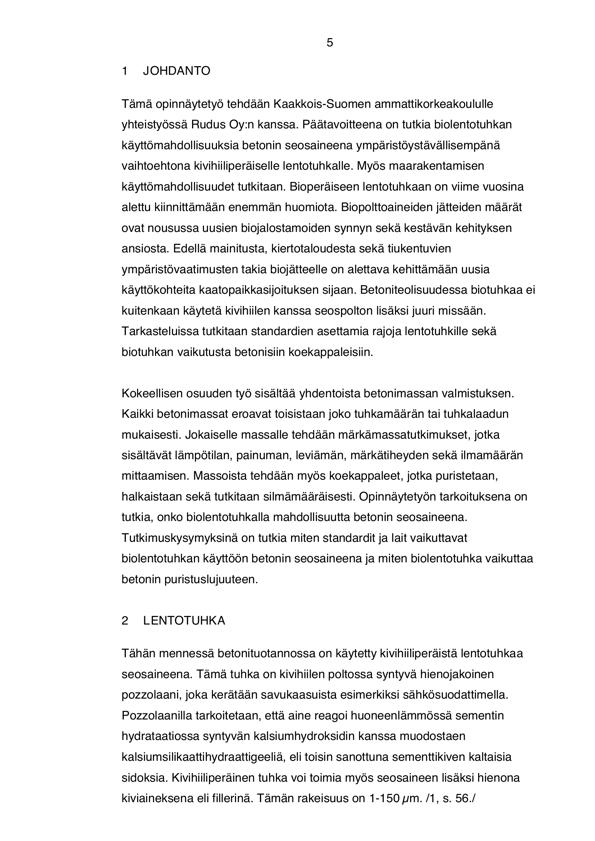 5
1 JOHDANTO
Tämä opinnäytetyö tehdään Kaakkois-Suomen ammattikorkeakoululle
yhteistyössä Rudus Oy:n kanssa. Päätavoitteena on tutkia biolentotuhkan
käyttömahdollisuuksia betonin seosaineena ympäristöystävällisempänä
vaihtoehtona kivihiiliperäiselle lentotuhkalle. Myös maarakentamisen
käyttömahdollisuudet tutkitaan. Bioperäiseen lentotuhkaan on viime vuosina
alettu kiinnittämään enemmän huomiota. Biopolttoaineiden jätteiden määrät
ovat nousussa uusien biojalostamoiden synnyn sekä kestävän kehityksen
ansiosta. Edellä mainitusta, kiertotaloudesta sekä tiukentuvien
ympäristövaatimusten takia biojätteelle on alettava kehittämään uusia
käyttökohteita kaatopaikkasijoituksen sijaan. Betoniteolisuudessa biotuhkaa ei
kuitenkaan käytetä kivihiilen kanssa seospolton lisäksi juuri missään.
Tarkasteluissa tutkitaan standardien asettamia rajoja lentotuhkille sekä
biotuhkan vaikutusta betonisiin koekappaleisiin.
Kokeellisen osuuden työ sisältää yhdentoista betonimassan valmistuksen.
Kaikki betonimassat eroavat toisistaan joko tuhkamäärän tai tuhkalaadun
mukaisesti. Jokaiselle massalle tehdään märkämassatutkimukset, jotka
sisältävät lämpötilan, painuman, leviämän, märkätiheyden sekä ilmamäärän
mittaamisen. Massoista tehdään myös koekappaleet, jotka puristetaan,
halkaistaan sekä tutkitaan silmämääräisesti. Opinnäytetyön tarkoituksena on
tutkia, onko biolentotuhkalla mahdollisuutta betonin seosaineena.
Tutkimuskysymyksinä on tutkia miten standardit ja lait vaikuttavat
biolentotuhkan käyttöön betonin seosaineena ja miten biolentotuhka vaikuttaa
betonin puristuslujuuteen.
2 LENTOTUHKA
Tähän mennessä betonituotannossa on käytetty kivihiiliperäistä lentotuhkaa
seosaineena. Tämä tuhka on kivihiilen poltossa syntyvä hienojakoinen
pozzolaani, joka kerätään savukaasuista esimerkiksi sähkösuodattimella.
Pozzolaanilla tarkoitetaan, että aine reagoi huoneenlämmössä sementin
hydrataatiossa syntyvän kalsiumhydroksidin kanssa muodostaen
kalsiumsilikaattihydraattigeeliä, eli toisin sanottuna sementtikiven kaltaisia
sidoksia. Kivihiiliperäinen tuhka voi toimia myös seosaineen lisäksi hienona
kiviaineksena eli fillerinä. Tämän rakeisuus on 1-150 µm. /1, s. 56./